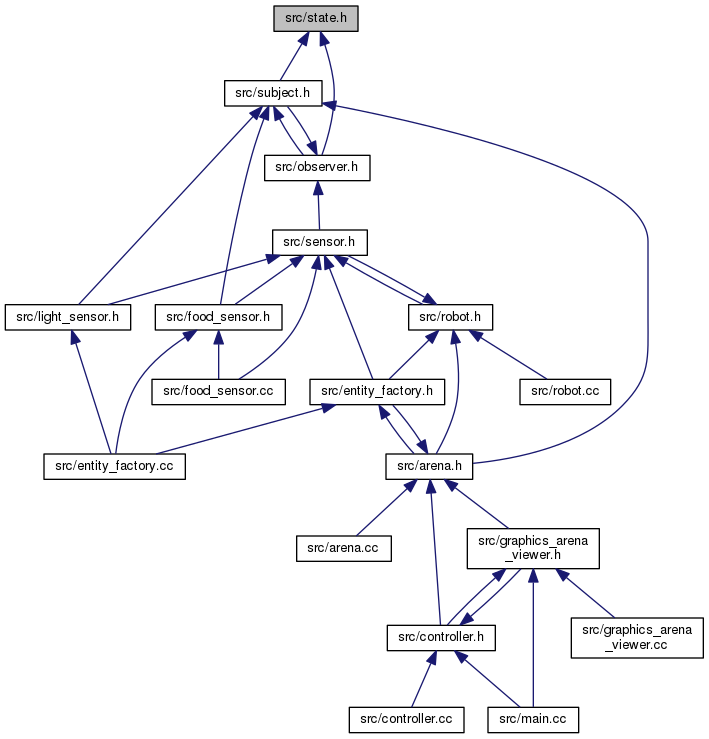 src/state.h
src/subject.h
src/observer.h
src/sensor.h
src/light_sensor.h
src/food_sensor.h
src/robot.h
src/food_sensor.cc
src/entity_factory.h
src/robot.cc
src/entity_factory.cc
src/arena.h
src/arena.cc
src/graphics_arena
_viewer.h
src/controller.h
src/graphics_arena
_viewer.cc
src/controller.cc
src/main.cc